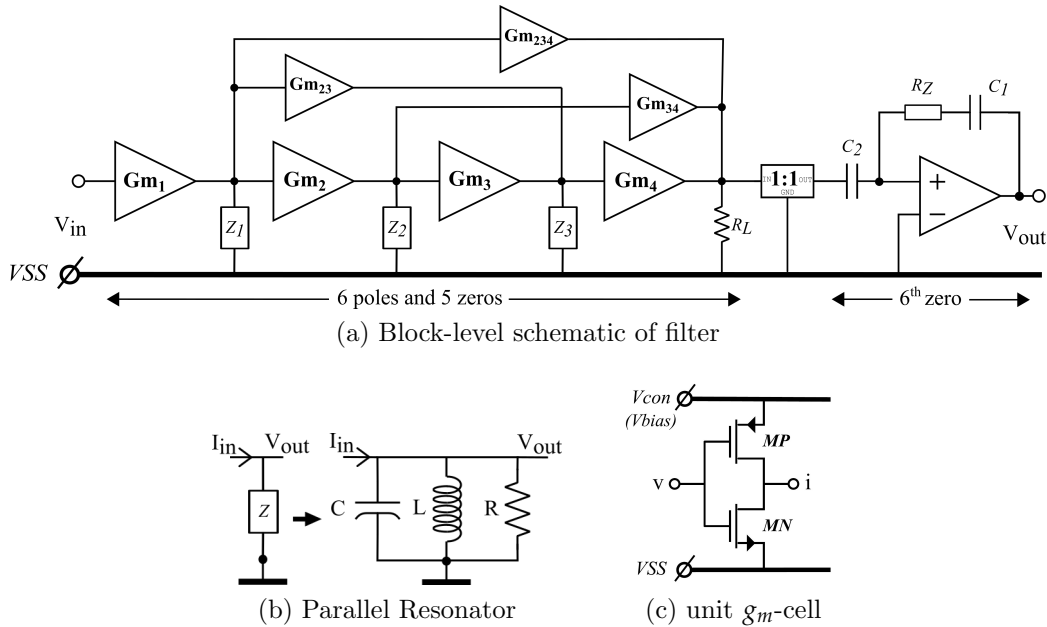 Gm234
Gm23
Gm34
RZ
C1
C2
Vin
Gm1
Gm2
Gm3
Gm4
IN 1:1 OUT
GND
+
−
Z1
Z2
Z3
RL
Vout
VSS
6 poles and 5 zeros
6th zero
(a) Block-level schematic of filter
Iin
Vout
Z
Iin
Vout
C
L
R
(b) Parallel Resonator
Vcon
(Vbias)
MP
v
i
MN
VSS
(c) unit gm-cell